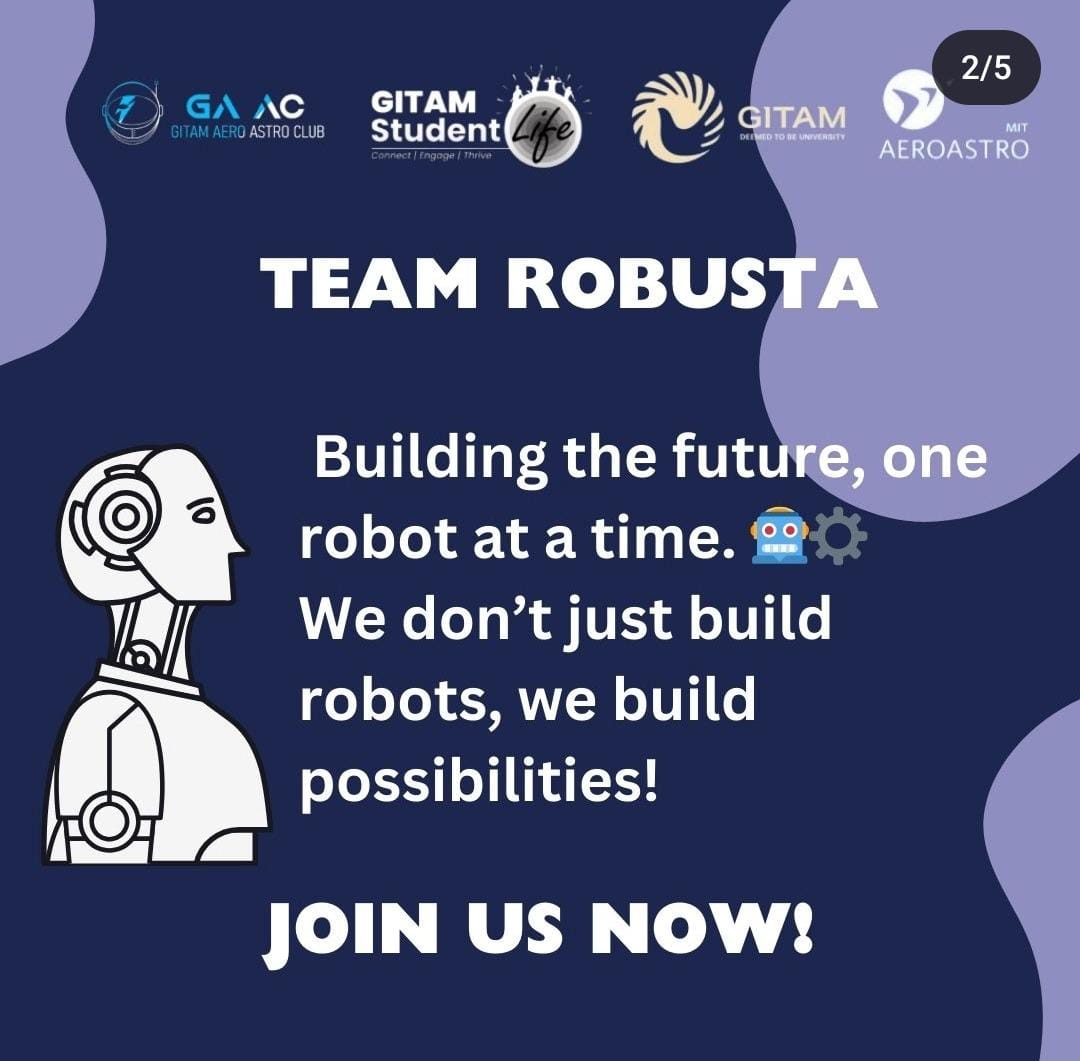 2/5
GA AC
GITAM AERO ASTRO CLUB
GITAM
Student Life
Connect | Engage | Thrive
GITAM
DEEMED TO BE UNIVERSITY
MIT
AEROASTRO
TEAM ROBUSTA
Building the future, one
robot at a time. 🤖⚙️
We don’t just build
robots, we build
possibilities!
JOIN US NOW!